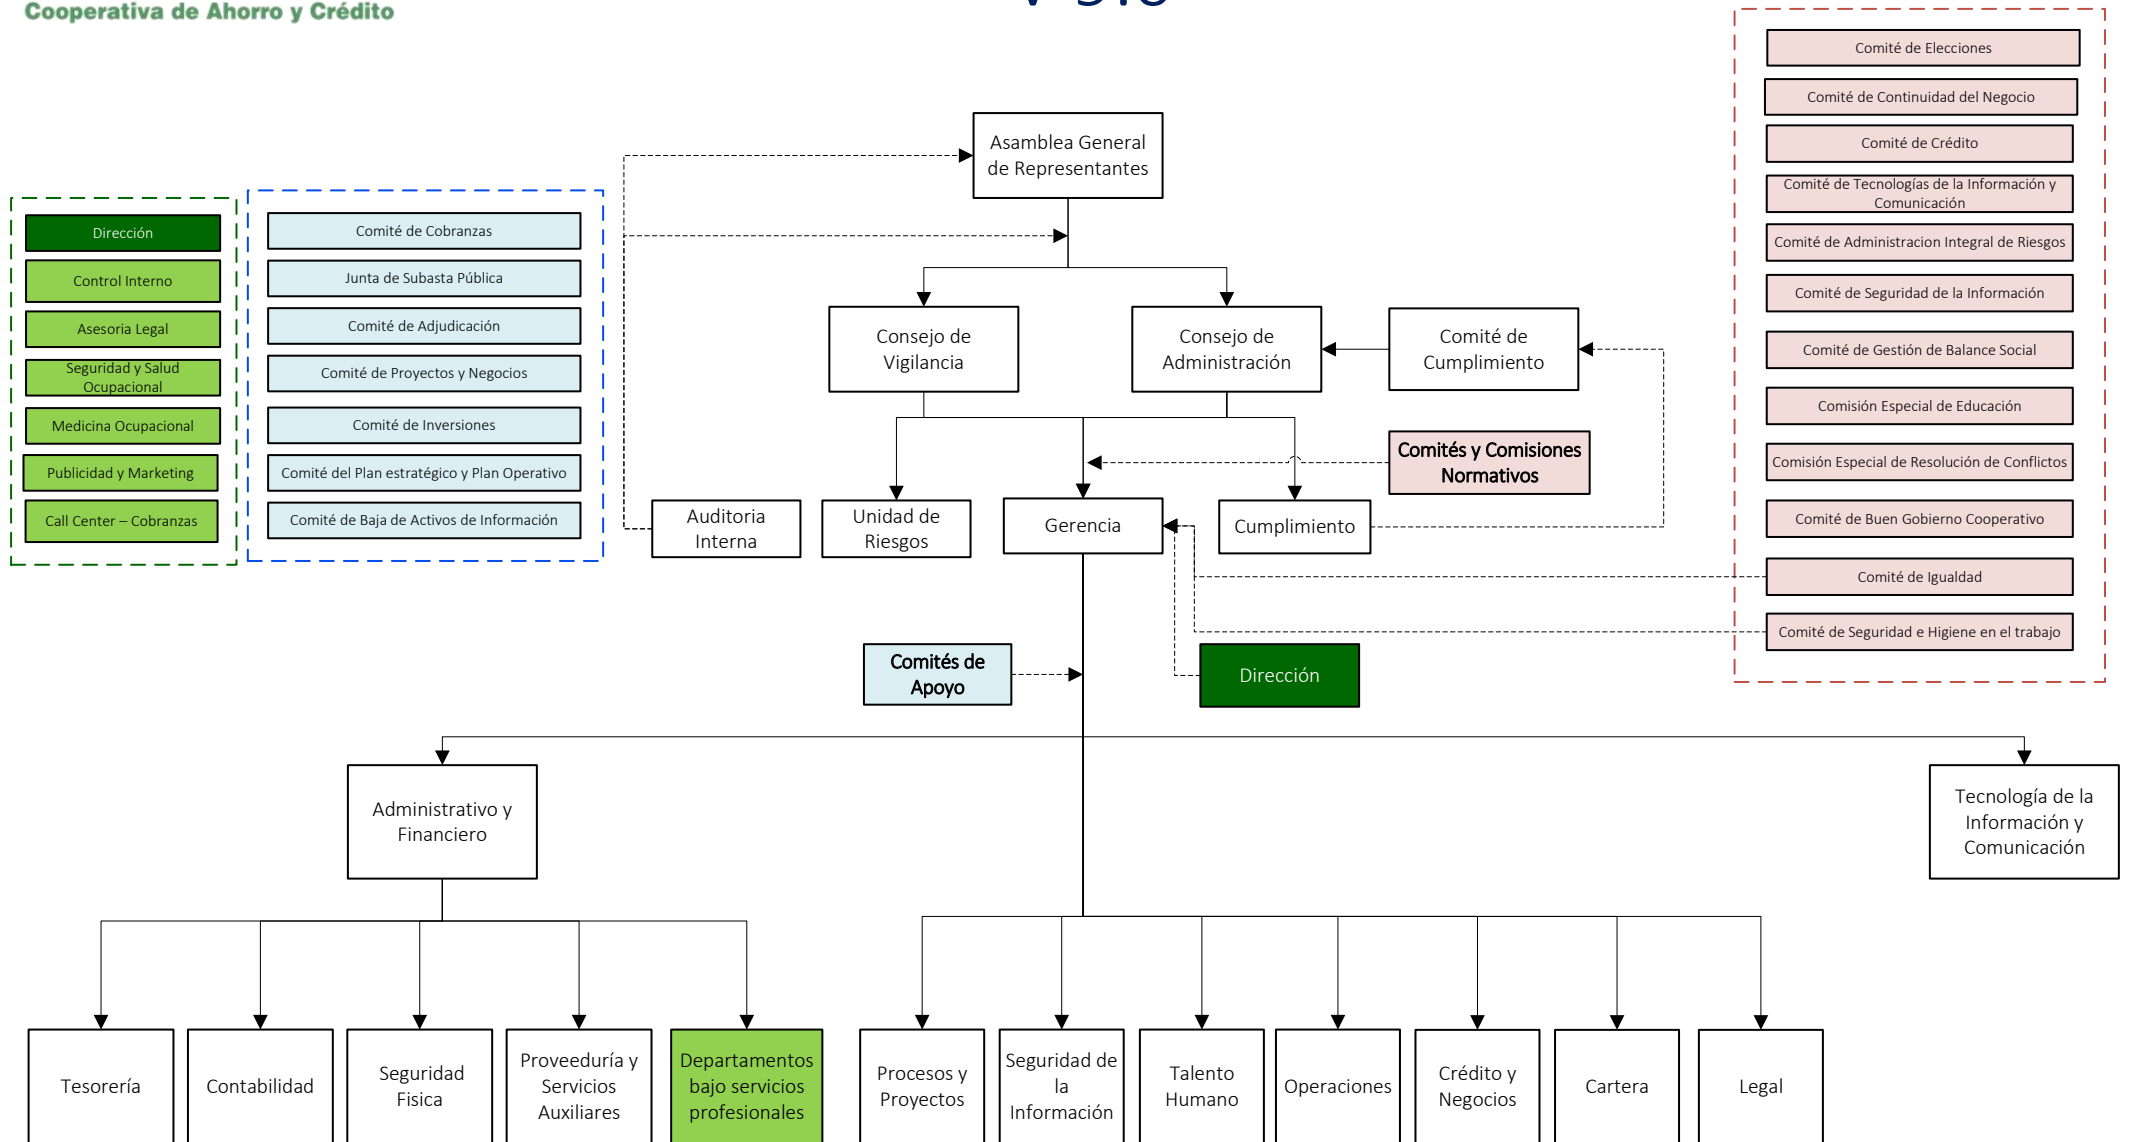 Cooperativa de Ahorro y Crédito
Comité de Elecciones
Comité de Continuidad del Negocio
Comité de Crédito
Comité de Tecnologías de la Información y
Comunicación
Comité de Administracion Integral de Riesgos
Comité de Seguridad de la Información
Comité de Gestión de Balance Social
Comisión Especial de Educación
Comisión Especial de Resolución de Conflictos
Comité de Buen Gobierno Cooperativo
Comité de Igualdad
Comité de Seguridad e Higiene en el trabajo
Dirección
Control Interno
Asesoria Legal
Seguridad y Salud
Ocupacional
Medicina Ocupacional
Publicidad y Marketing
Call Center – Cobranzas
Comité de Cobranzas
Junta de Subasta Pública
Comité de Adjudicación
Comité de Proyectos y Negocios
Comité de Inversiones
Comité del Plan estratégico y Plan Operativo
Comité de Baja de Activos de Información
Asamblea General
de Representantes
Consejo de
Vigilancia
Consejo de
Administración
Comité de
Cumplimiento
Comités y Comisiones
Normativos
Auditoria
Interna
Unidad de
Riesgos
Gerencia
Cumplimiento
Comités de
Apoyo
Dirección
Administrativo y
Financiero
Tecnología de la
Información y
Comunicación
Tesorería
Contabilidad
Seguridad
Fisica
Proveeduría y
Servicios
Auxiliares
Departamentos
bajo servicios
profesionales
Procesos y
Proyectos
Seguridad de
la
Información
Talento
Humano
Operaciones
Crédito y
Negocios
Cartera
Legal